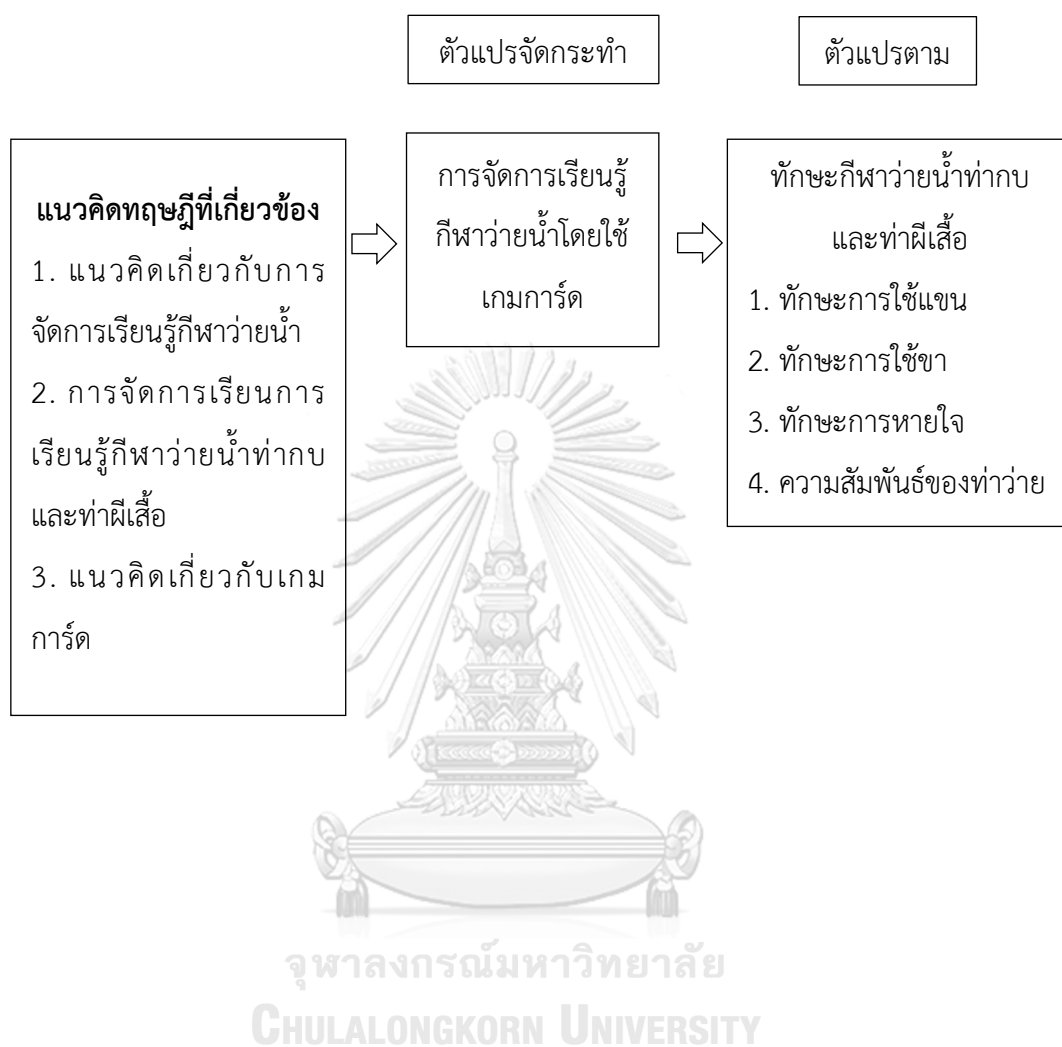 ตัวแปรจัดกระทำ
ตัวแปรตาม
แนวคิดทฤษฎีที่เกี่ยวข้อง
1. แนวคิดเกี่ยวกับการ
จัดการเรียนรู้กีฬาว่ายน้ำ
2. การจัดการเรียนการ
เรียนรู้กีฬาว่ายน้ำท่ากบ
และท่าผีเสื้อ
3. แนวคิดเกี่ยวกับเกม
การ์ด
การจัดการเรียนรู้
กีฬาว่ายน้ำโดยใช้
เกมการ์ด
ทักษะกีฬาว่ายน้ำท่ากบ
และท่าผีเสื้อ
1. ทักษะการใช้แขน
2. ทักษะการใช้ขา
3. ทักษะการหายใจ
4. ความสัมพันธ์ของท่าว่าย
จุฬาลงกรณ์มหาวิทยาลัย
CHULALONGKORN UNIVERSITY